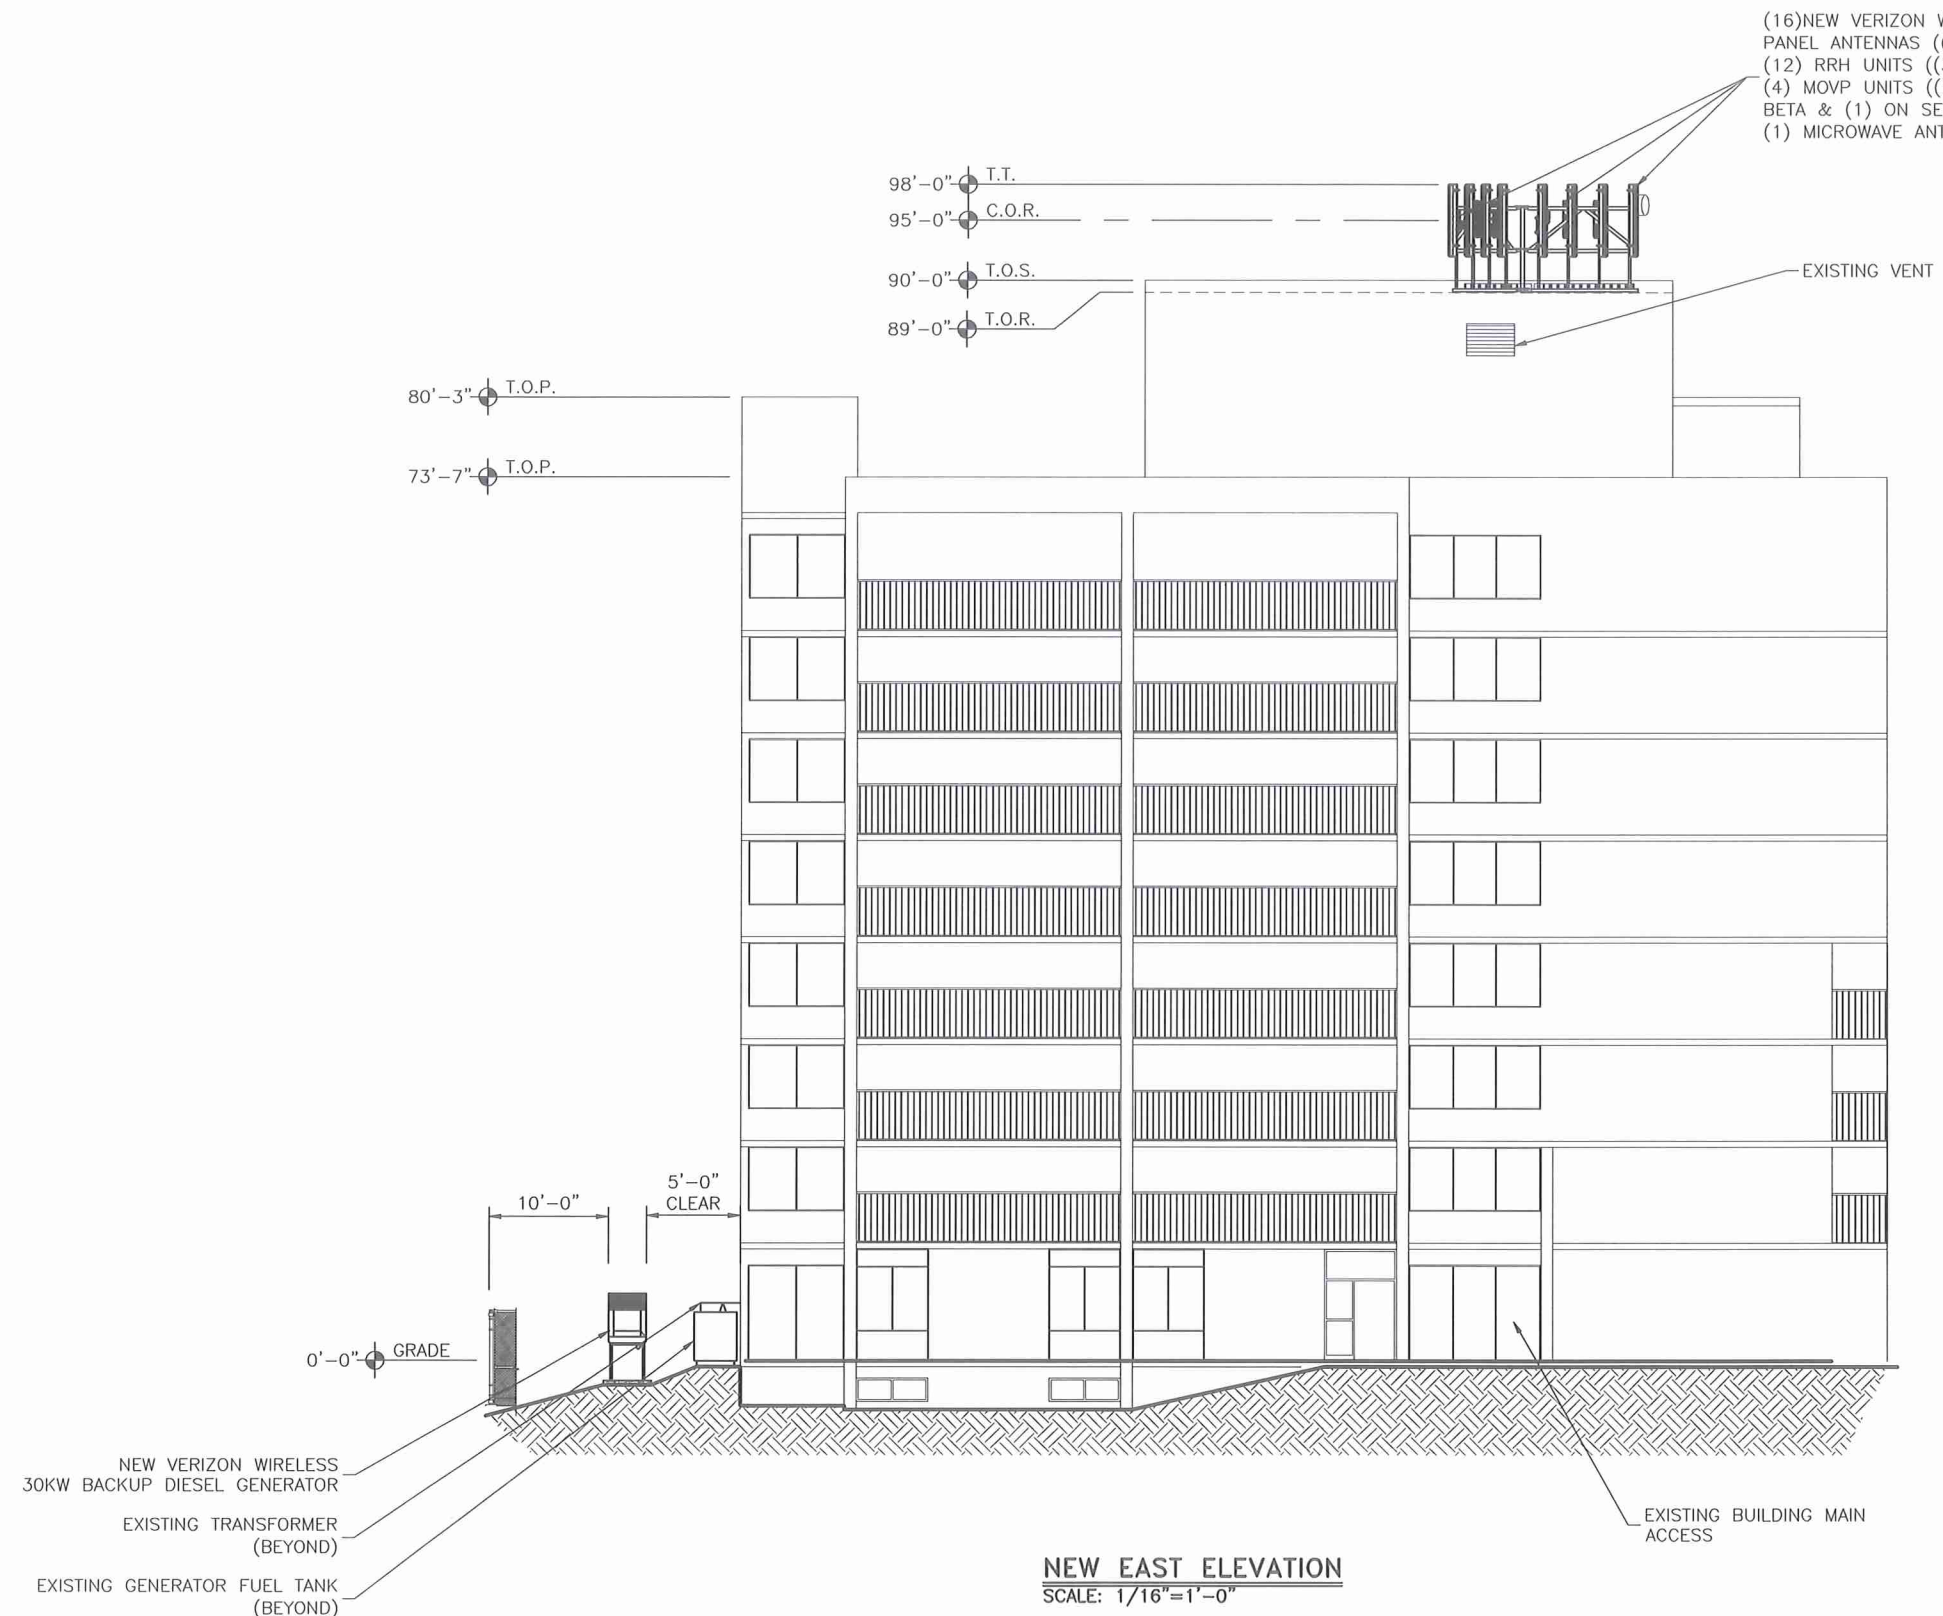 (16)NEW VERIZON
PANEL ANTENNAS
(12) RRH UNITS
(4) MOVP UNITS
BETA & (1) ON
(1) MICROWAVE
98'-0" T.T.
95'-0" C.O.R.
90'-0" T.O.S.
EXISTING VENT
89'-0" T.O.R.
80'-3" T.O.P.
73'-7" T.O.P.
10'-0"
5'-0"
CLEAR
0'-0" GRADE
NEW VERIZON WIRELESS
30KW BACKUP DIESEL GENERATOR
EXISTING TRANSFORMER
(BEYOND)
EXISTING GENERATOR FUEL TANK
(BEYOND)
EXISTING BUILDING MAIN
ACCESS
NEW EAST ELEVATION
SCALE: 1/16"=1'-0"